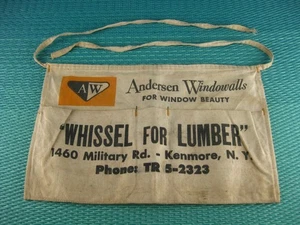 AW
Andersen Windowalls
FOR WINDOW BEAUTY
"WHISSEL FOR LUMBER"
1460 Military Rd. - Kenmore, N. Y.
Phone: TR 5-2323